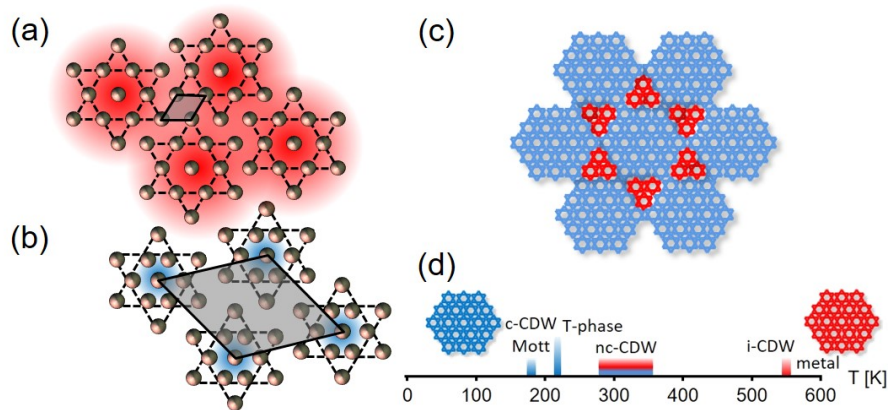 (a)
(b)
(c)
(d)
c-CDW
Mott
T-phase
nc-CDW
i-CDW
metal
0 100 200 300 400 500 600
T [K]